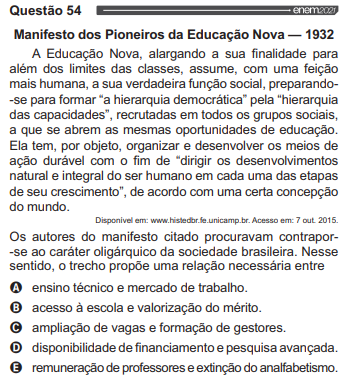 Questão 54
enem2021
Manifesto dos Pioneiros da Educação Nova — 1932
A Educação Nova, alargando a sua finalidade para
além dos limites das classes, assume, com uma feição
mais humana, a sua verdadeira função social, preparando-
-se para formar “a hierarquia democrática” pela “hierarquia
das capacidades”, recrutadas em todos os grupos sociais,
a que se abrem as mesmas oportunidades de educação.
Ela tem, por objeto, organizar e desenvolver os meios de
ação durável com o fim de “dirigir os desenvolvimentos
natural e integral do ser humano em cada uma das etapas
de seu crescimento”, de acordo com uma certa concepção
do mundo.
Disponível em: www.histedbr.fe.unicamp.br. Acesso em: 7 out. 2015.
Os autores do manifesto citado procuravam contrapor-
-se ao caráter oligárquico da sociedade brasileira. Nesse
sentido, o trecho propõe uma relação necessária entre
A ensino técnico e mercado de trabalho.
B acesso à escola e valorização do mérito.
C ampliação de vagas e formação de gestores.
D disponibilidade de financiamento e pesquisa avançada.
E remuneração de professores e extinção do analfabetismo.